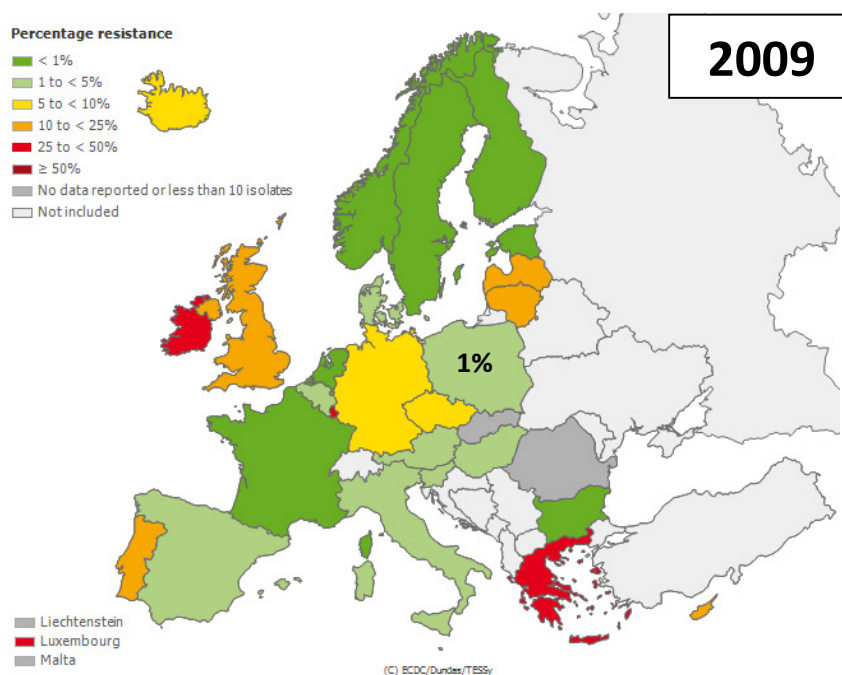 Percentage resistance
2009
< 1%
1 to < 5%
5 to < 10%
10 to < 25%
25 to < 50%
≥ 50%
No data reported or less than 10 isolates
Not included
1%
Liechtenstein
Luxembourg
Malta
(C) ECDC/Dundas/TESSy